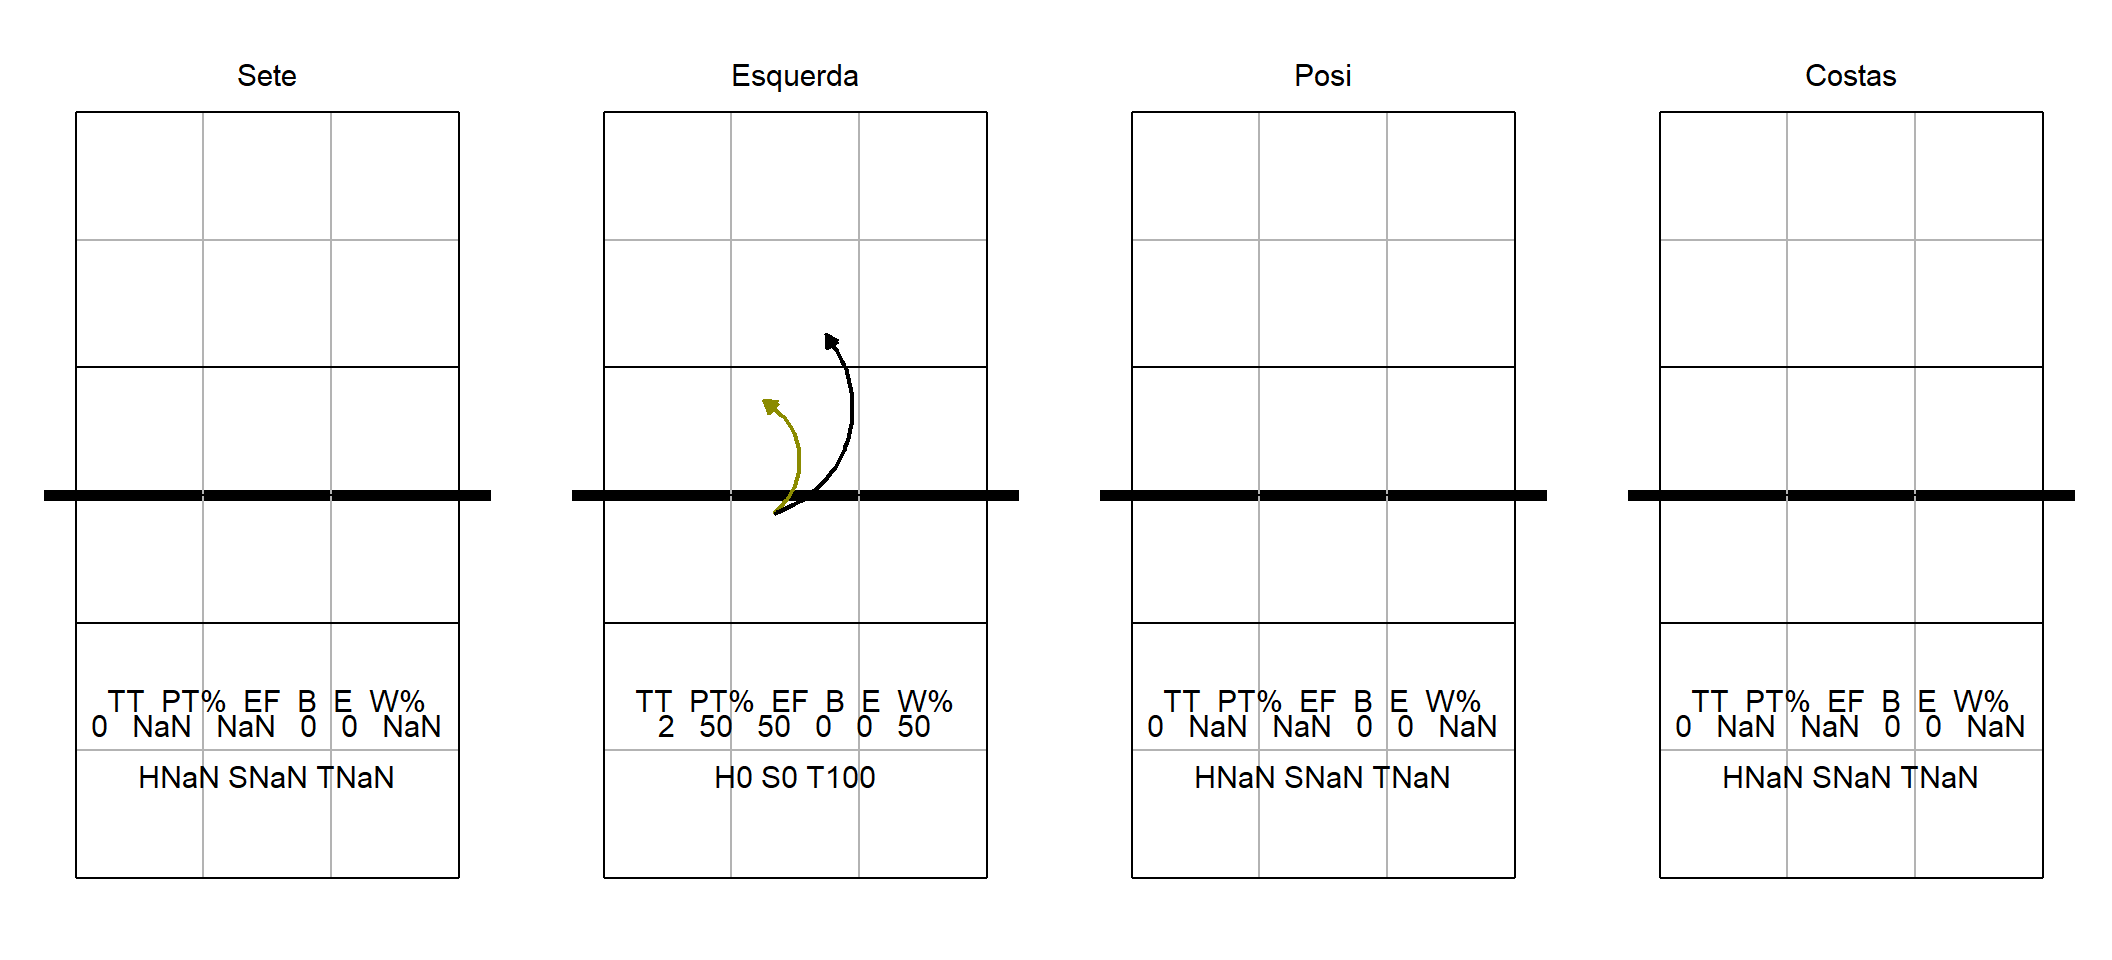 Sete
TT PT% EF B E W%
0 NaN NaN 0 0 NaN
HNaN SNaN TNaN
Esquerda
TT PT% EF B E W%
2 50 50 0 0 50
H0 S0 T100
Posi
TT PT% EF B E W%
0 NaN NaN 0 0 NaN
HNaN SNaN TNaN
Costas
TT PT% EF B E W%
0 NaN NaN 0 0 NaN
HNaN SNaN TNaN